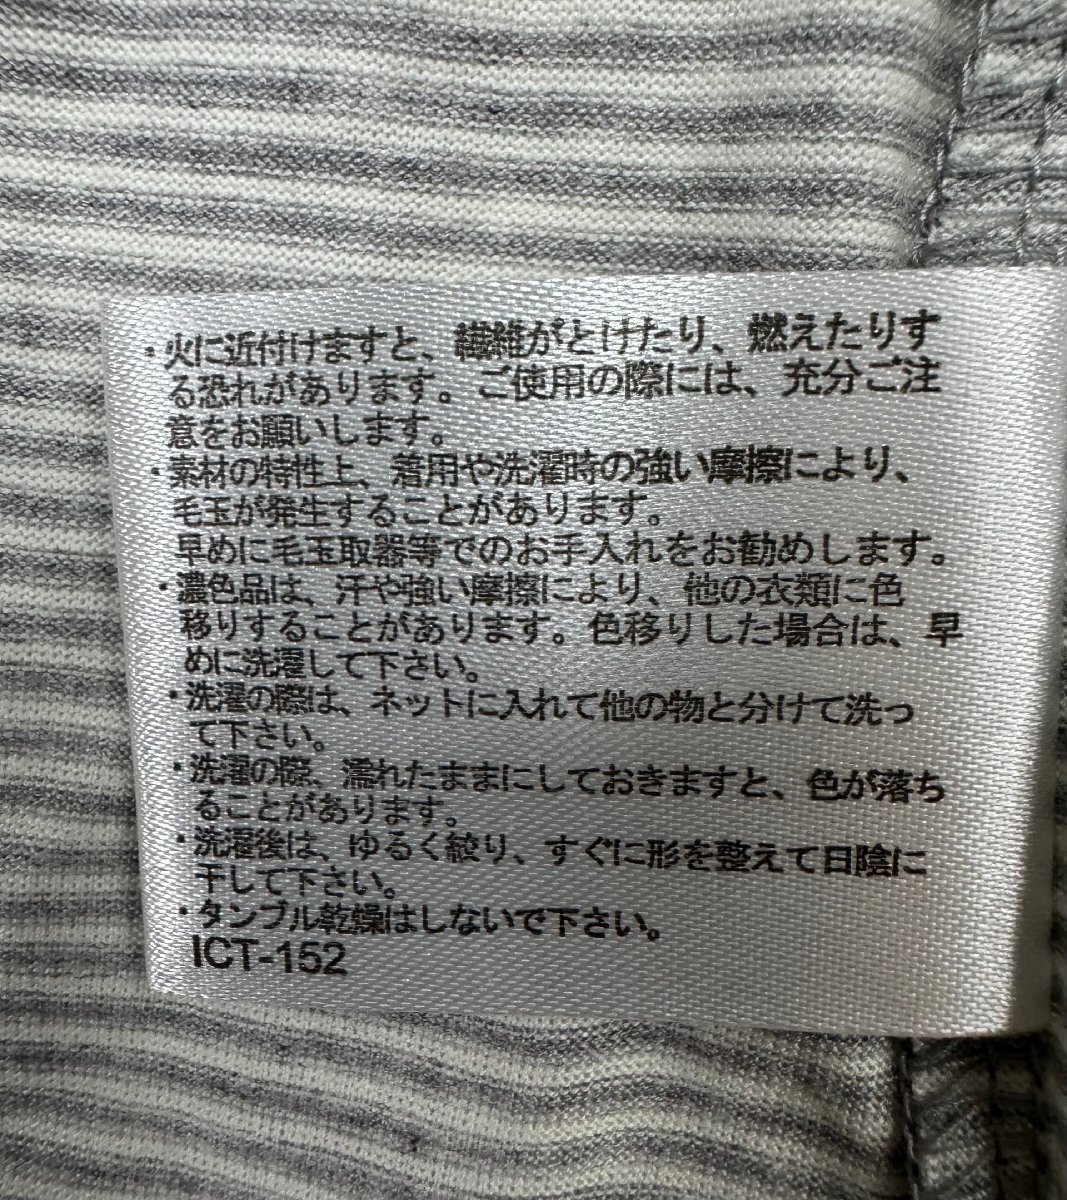 ・火に近付けますと、繊維がとけたり、燃えたりす
る恐れがあります。ご使用の際には、充分ご注
意をお願いします。
・素材の特性上、着用や洗濯時の強い摩擦により、
毛玉が発生することがあります。
早めに毛玉取器等でのお手入れをお勧めします。
・濃色品は、汗や強い摩擦により、他の衣類に色
移りすることがあります。色移りした場合は、早
めに洗濯して下さい。
・洗濯の際は、ネットに入れて他の物と分けて洗っ
て下さい。
・洗濯の際、濡れたままにしておきますと、色が落ち
ることがあります。
・洗濯後は、ゆるく絞り、すぐに形を整えて日陰に
干して下さい。
・タンブル乾燥はしないで下さい。
ICT-152